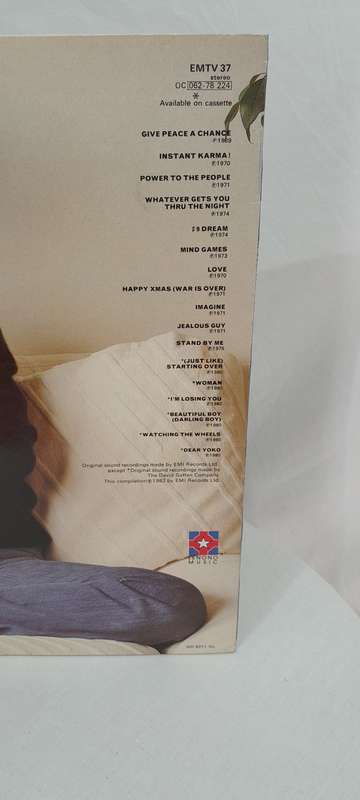 EMTV 37
stereo
OC 062-78 224
*
Available on cassette
GIVE PEACE A CHANCE
℗1969
INSTANT KARMA!
℗1970
POWER TO THE PEOPLE
℗1971
WHATEVER GETS YOU
THRU THE NIGHT
℗1974
#9 DREAM
℗1974
MIND GAMES
℗1973
LOVE
℗1970
HAPPY XMAS (WAR IS OVER)
℗1971
IMAGINE
℗1971
JEALOUS GUY
℗1971
STAND BY ME
℗1975
*(JUST LIKE)
STARTING OVER
℗1980
*WOMAN
℗1980
*I'M LOSING YOU
*BEAUTIFUL BOY
(DARLING BOY)
℗1980
*WATCHING THE WHEELS
℗1980
*DEAR YOKO
℗1980
Original sound recordings made by EMI Records Ltd.
except *Original sound recordings made by
The David Geffen Company
This compilation ℗1982 by EMI Records Ltd.
MUSIC